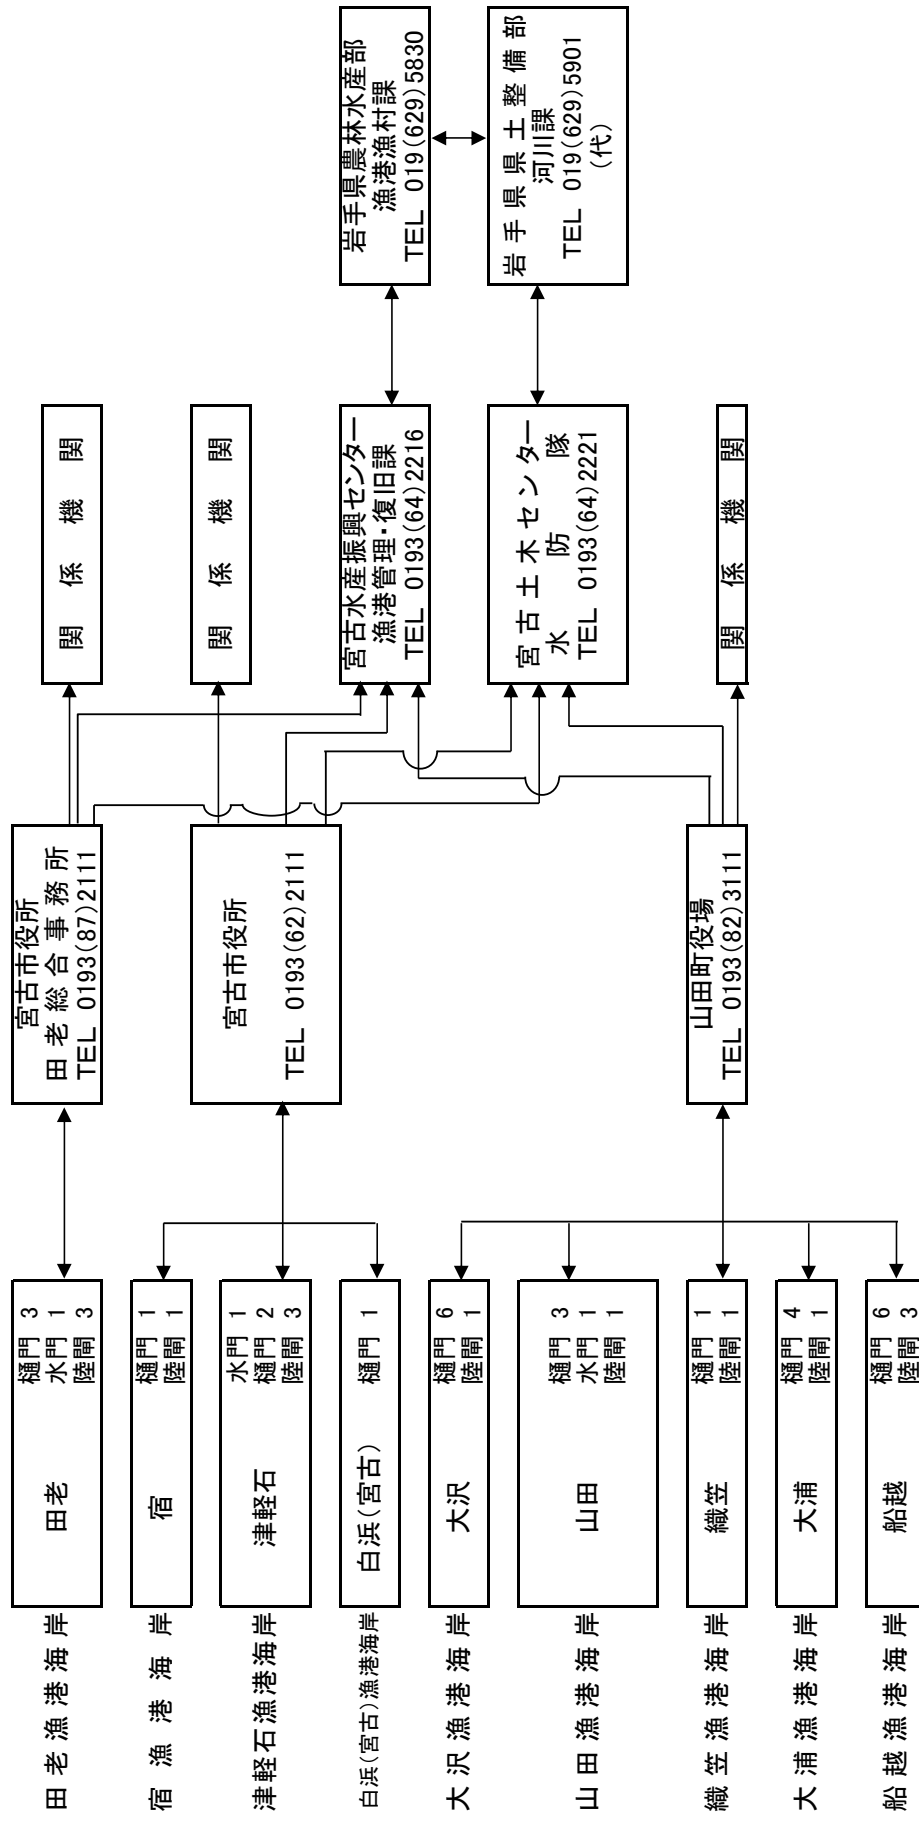 田老漁港海岸
田老
樋門 3
水門 1
陸閘 3
宿漁港海岸
宿
樋門 1
陸閘 1
津軽石漁港海岸
津軽石
水門 1
樋門 2
陸閘 3
白浜(宮古)漁港海岸
白浜(宮古)
樋門 1
大沢漁港海岸
大沢
樋門 6
陸閘 1
山田漁港海岸
山田
樋門 3
水門 1
陸閘 1
織笠漁港海岸
織笠
樋門 1
陸閘 1
大浦漁港海岸
大浦
樋門 4
陸閘 1
船越漁港海岸
船越
樋門 6
陸閘 3
宮古市役所
田老総合事務所
TEL 0193(87)2111
宮古市役所
TEL 0193(62)2111
山田町役場
TEL 0193(82)3111
関係機関
関係機関
宮古水産振興センター
漁港管理・復旧課
TEL 0193(64)2216
宮古土木センター
水防隊
TEL 0193(64)2221
関係機関
岩手県農林水産部
漁港漁村課
TEL 019(629)5830
岩手県県土整備部
河川課
TEL 019(629)5901
(代)